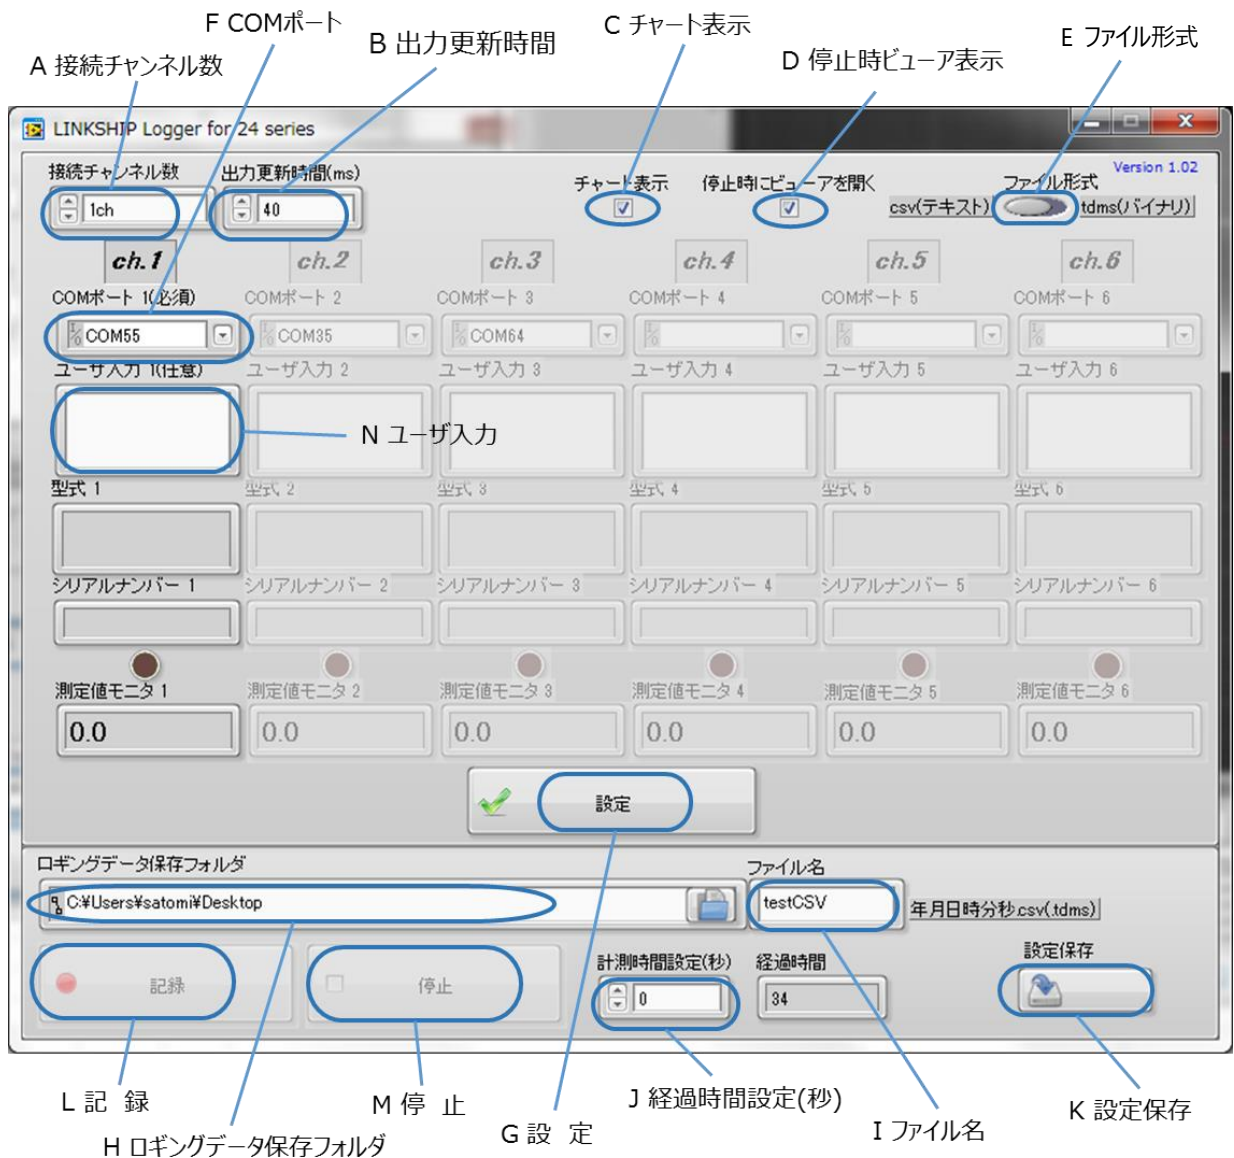 F COMポート
C チャート表示
E ファイル形式
B 出力更新時間
D 停止時ビューア表示
A 接続チャンネル数
LINKSHIP Logger for 24 series
Version 1.02
接続チャンネル数 出力更新時間(ms)
チャート表示 停止時にビューアを開く ファイル形式
1ch 40 csv(テキスト) tdms(バイナリ)
ch.1 ch.2 ch.3 ch.4 ch.5 ch.6
COMポート 1(必須) COMポート 2 COMポート 3 COMポート 4 COMポート 5 COMポート 6
COM55 COM35 COM64
ユーザ入力 1(任意) ユーザ入力 2 ユーザ入力 3 ユーザ入力 4 ユーザ入力 5 ユーザ入力 6
N ユーザ入力
型式 1 型式 2 型式 3 型式 4 型式 5 型式 6
シリアルナンバー 1 シリアルナンバー 2 シリアルナンバー 3 シリアルナンバー 4 シリアルナンバー 5 シリアルナンバー 6
測定値モニタ 1 測定値モニタ 2 測定値モニタ 3 測定値モニタ 4 測定値モニタ 5 測定値モニタ 6
0.0 0.0 0.0 0.0 0.0 0.0
設定
ロギングデータ保存フォルダ ファイル名
C:¥Users¥satomi¥Desktop testCSV 年月日時分秒.csv(.tdms)
計測時間設定(秒) 経過時間 設定保存
記録 停止 0 34
L 記 録
M 停 止
J 経過時間設定(秒)
K 設定保存
H ロギングデータ保存フォルダ
G 設 定
I ファイル名